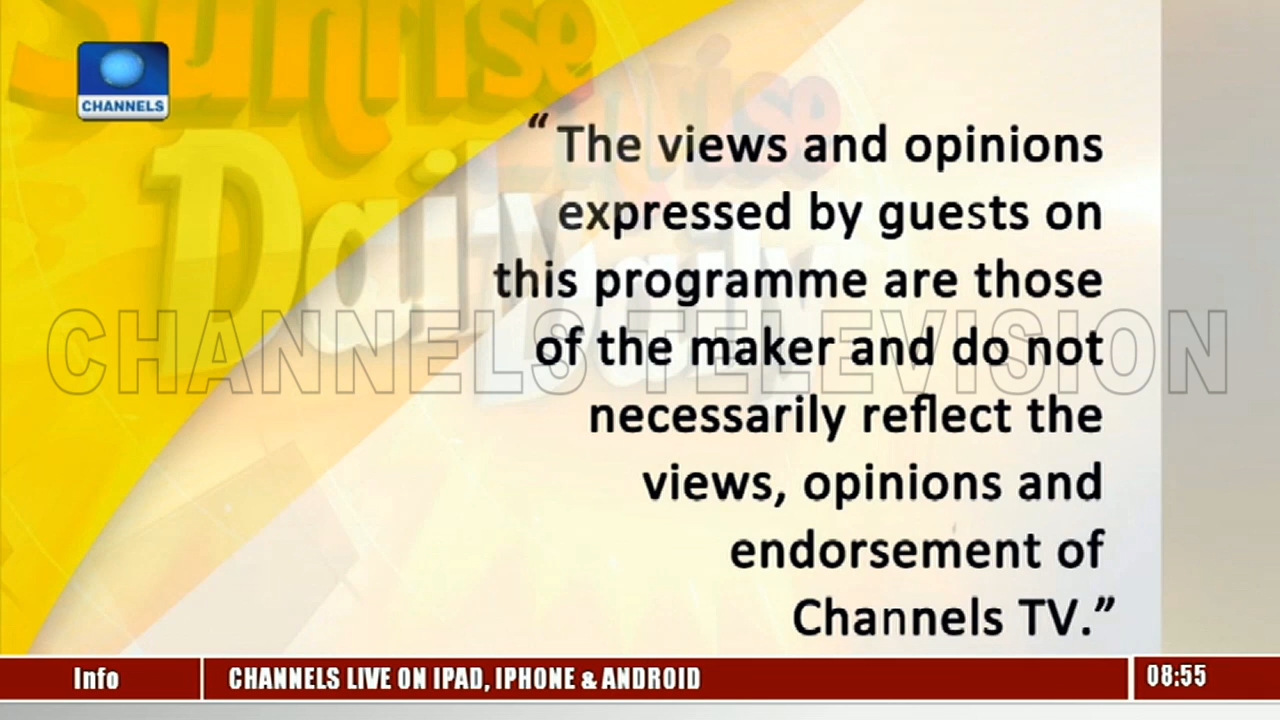 Sunrise
Daily
CHANNELS
“The views and opinions
expressed by guests on
this programme are those
of the maker and do not
necessarily reflect the
views, opinions and
endorsement of
Channels TV.”
CHANNELS TELEVISION
Info
CHANNELS LIVE ON IPAD, IPHONE & ANDROID
08:55